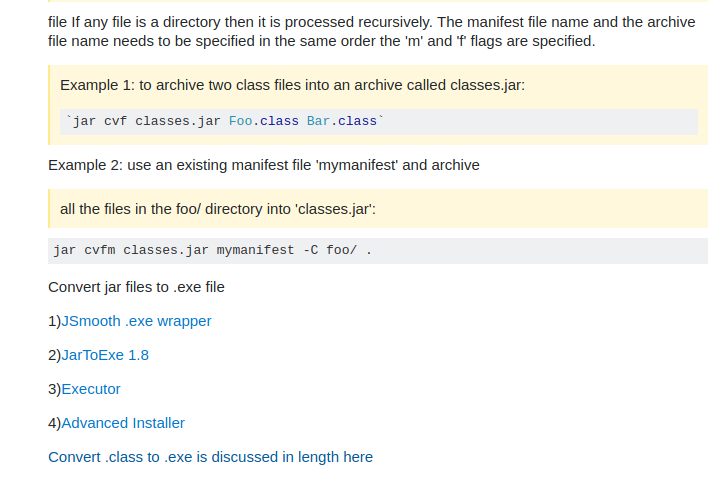 file If any file is a directory then it is processed recursively. The manifest file name and the archive
file name needs to be specified in the same order the 'm' and 'f' flags are specified.
Example 1: to archive two class files into an archive called classes.jar:
`jar cvf classes.jar Foo.class Bar.class`
Example 2: use an existing manifest file 'mymanifest' and archive
all the files in the foo/ directory into 'classes.jar':
jar cvfm classes.jar mymanifest -C foo/ .
Convert jar files to .exe file
1)JSmooth .exe wrapper
2)JarToExe 1.8
3)Executor
4)Advanced Installer
Convert .class to .exe is discussed in length here